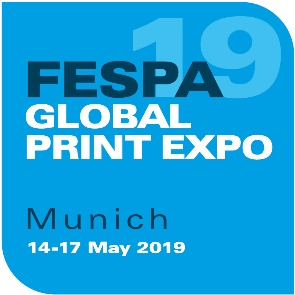 FESPA 19
GLOBAL
PRINT EXPO
Munich
14-17 May 2019